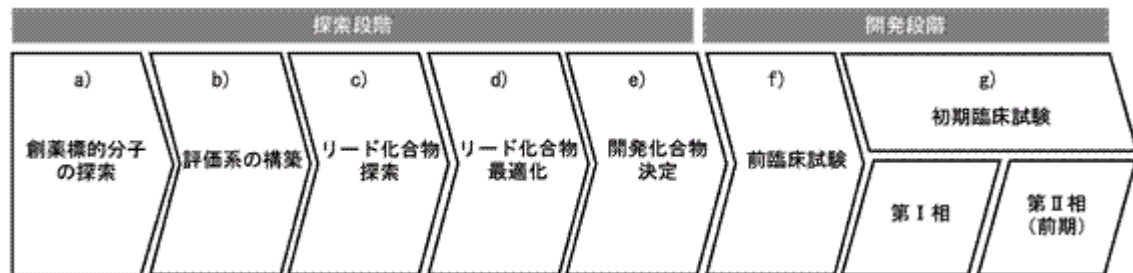 探索段階
開発段階
a)
創薬標的分子
の探索
b)
評価系の構築
c)
リード化合物
探索
d)
リード化合物
最適化
e)
開発化合物
決定
f)
前臨床試験
g)
初期臨床試験
第Ⅰ相
第Ⅱ相
(前期)